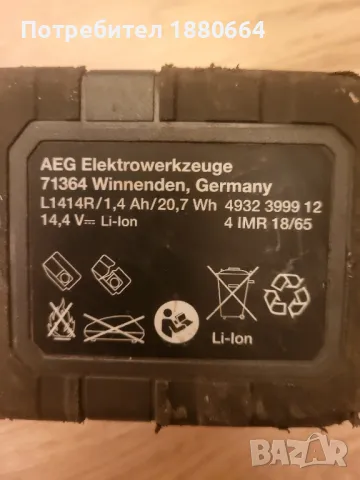 Потребител 1880664
AEG Elektrowerkzeuge
71364 Winnenden, Germany
L1414R/1,4 Ah/20,7 Wh 4932 3999 12
14,4 V⎓ Li-Ion 4 IMR 18/65
Li-Ion
BAZAR